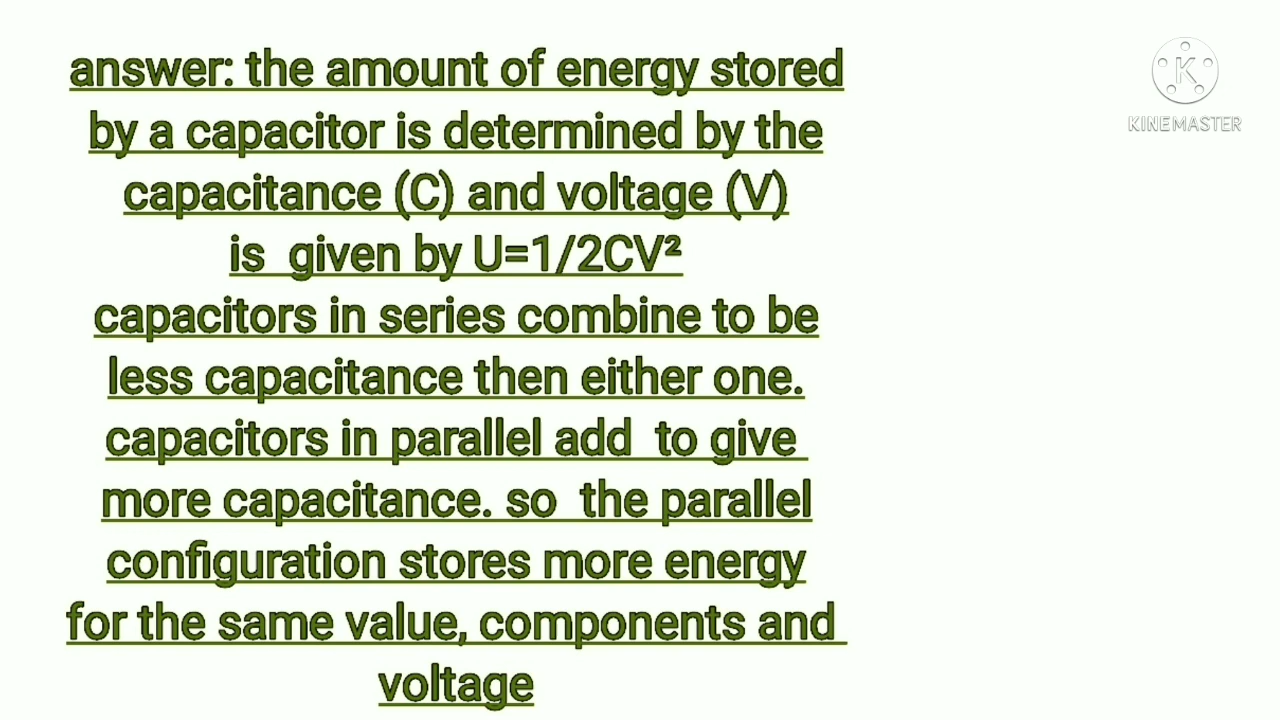 answer: the amount of energy stored
by a capacitor is determined by the
capacitance (C) and voltage (V)
is given by U=1/2CV²
capacitors in series combine to be
less capacitance then either one.
capacitors in parallel add to give
more capacitance. so the parallel
configuration stores more energy
for the same value, components and
voltage
K
KINEMASTER